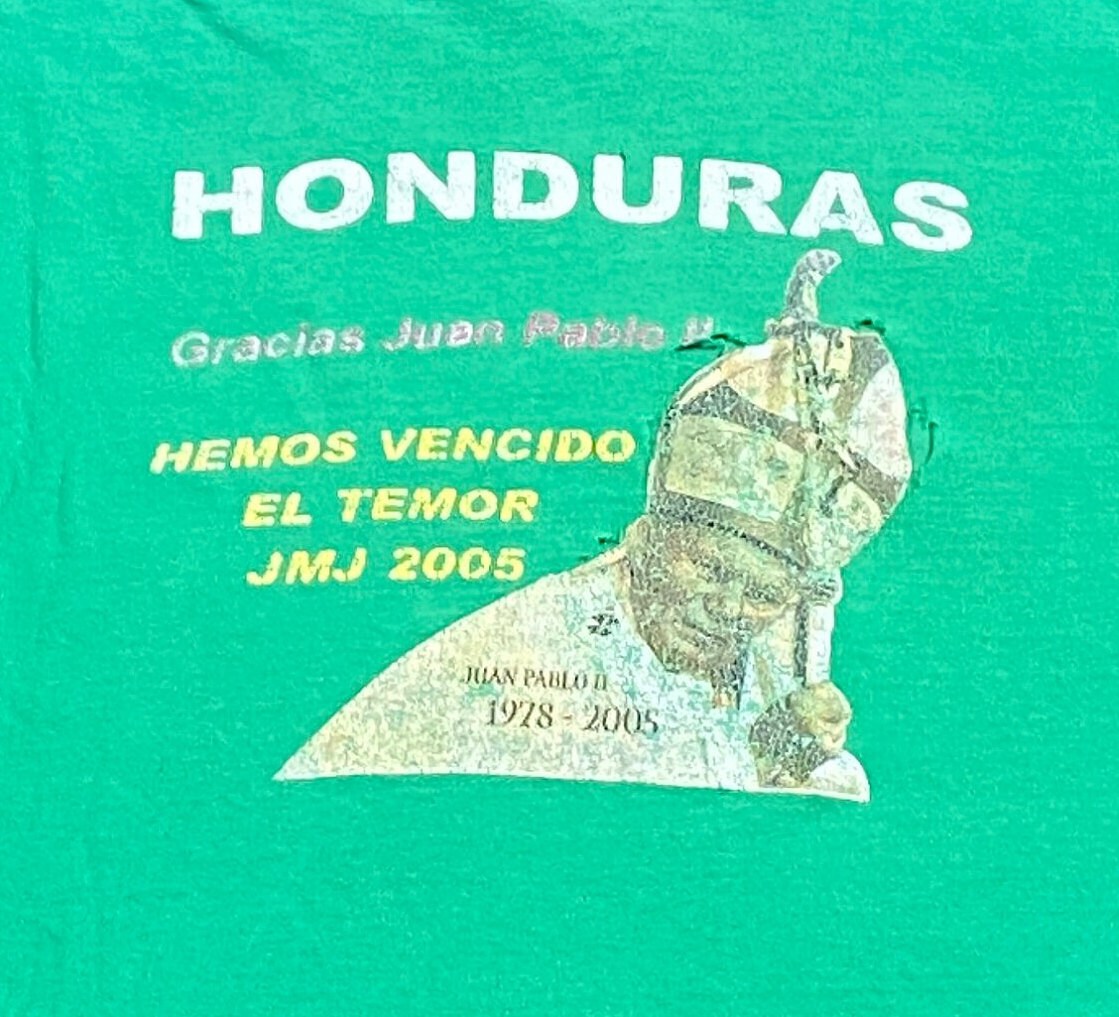 HONDURAS
Gracias Juan Pablo II
HEMOS VENCIDO
EL TEMOR
JMJ 2005
JUAN PABLO II
1978 - 2005